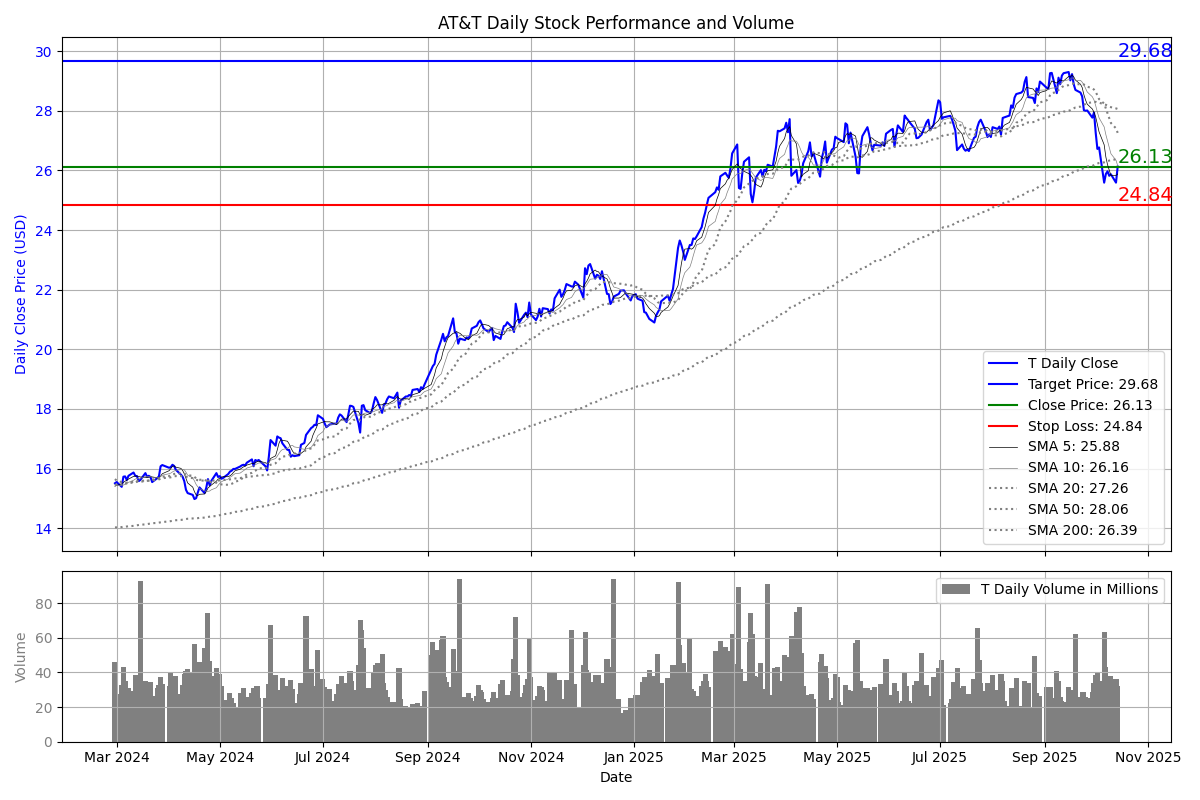 AT&T Daily Stock Performance and Volume
30
28
26
24
22
20
18
16
14
Daily Close Price (USD)
29.68
26.13
24.84
T Daily Close
Target Price: 29.68
Close Price: 26.13
Stop Loss: 24.84
SMA 5: 25.88
SMA 10: 26.16
SMA 20: 27.26
SMA 50: 28.06
SMA 200: 26.39
80
60
40
20
0
Volume
T Daily Volume in Millions
Mar 2024 May 2024 Jul 2024 Sep 2024 Nov 2024 Jan 2025 Mar 2025 May 2025 Jul 2025 Sep 2025 Nov 2025
Date